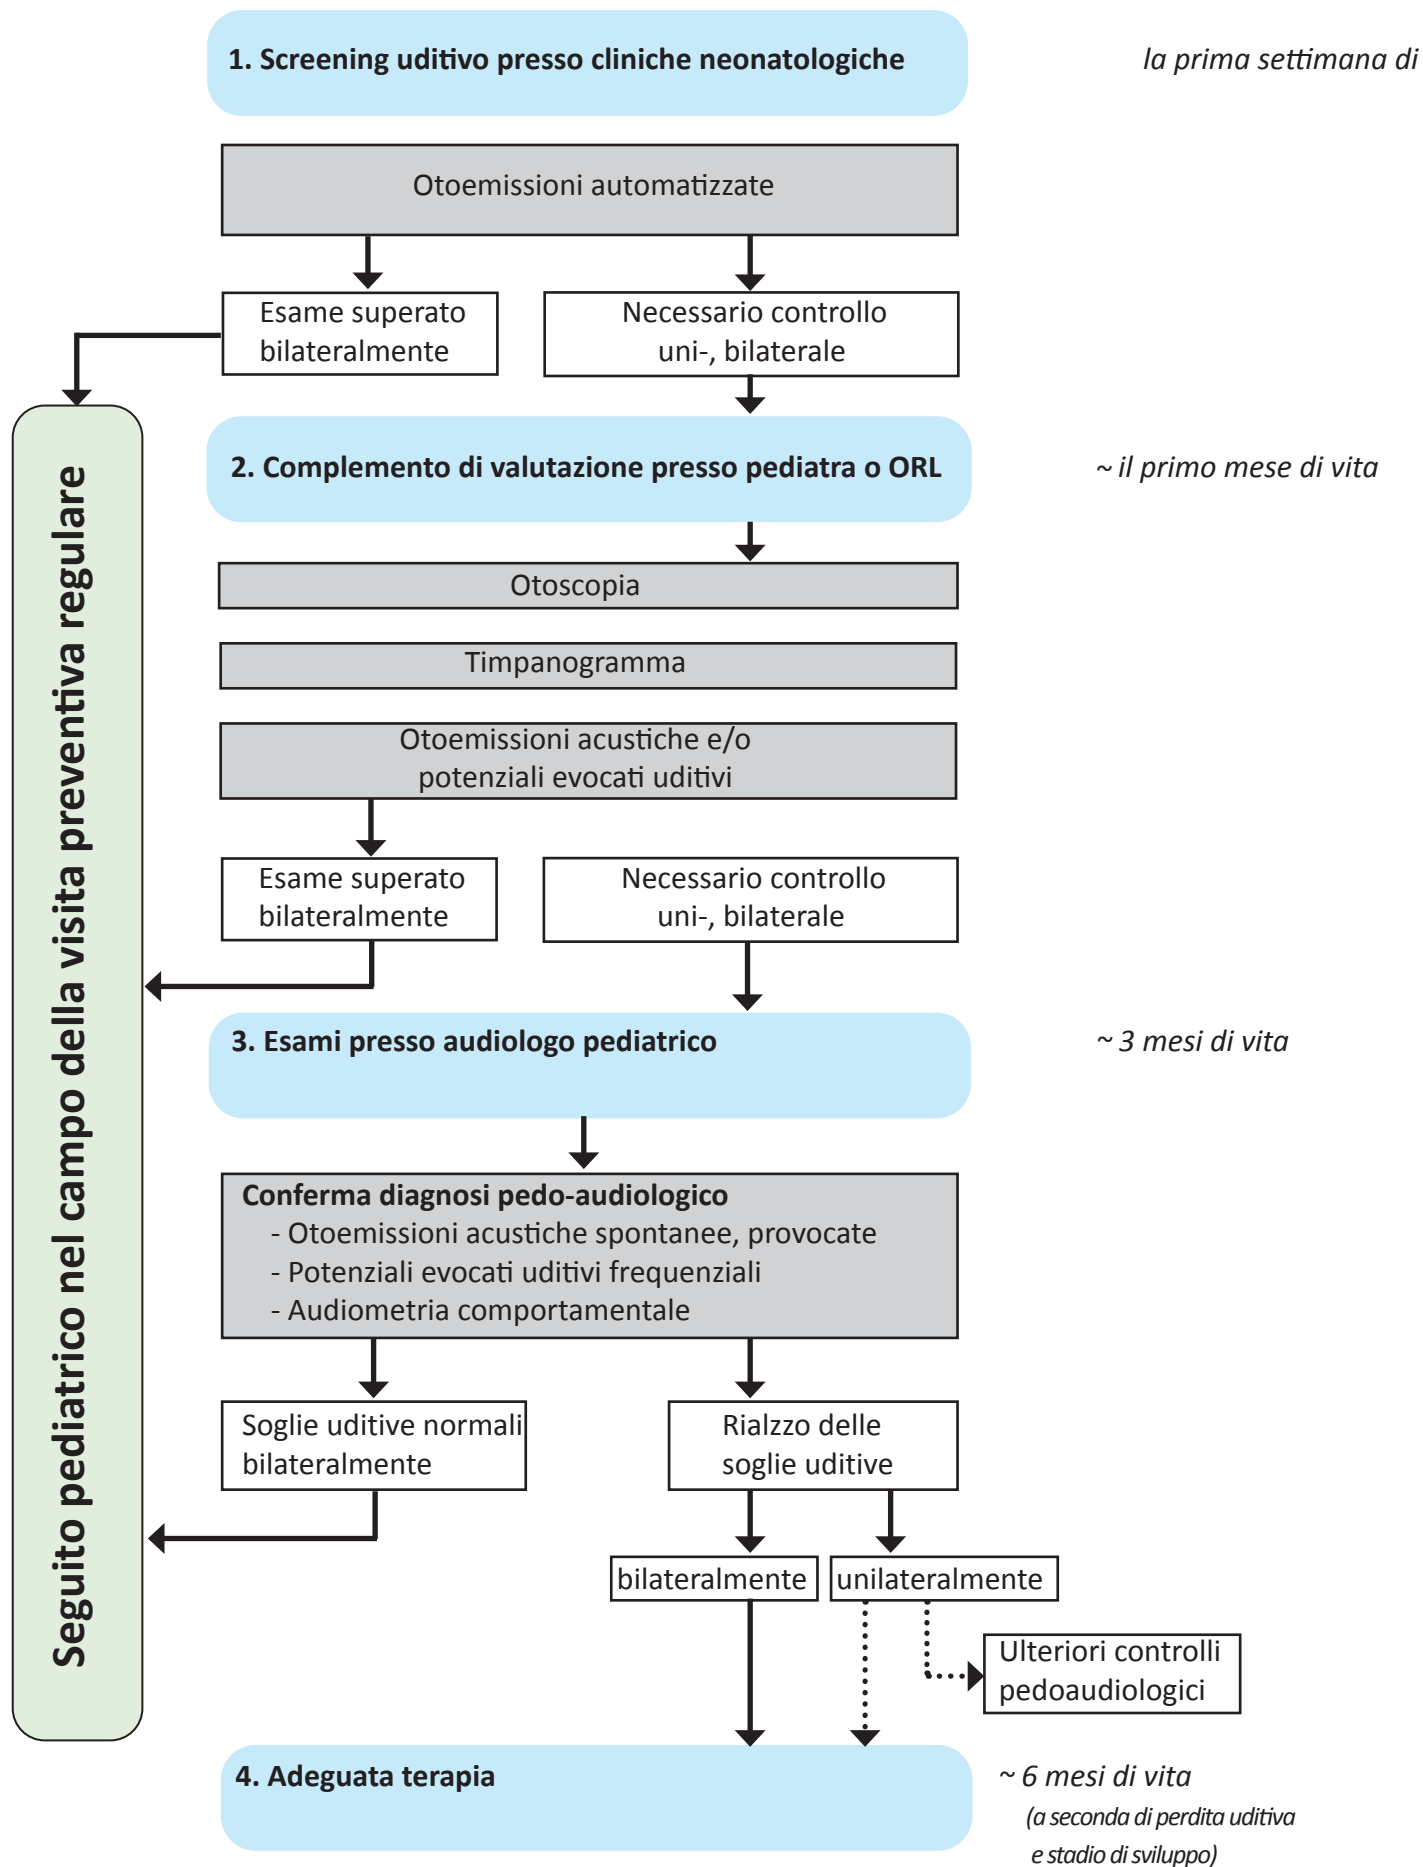 1. Screening uditivo presso cliniche neonatologiche
la prima settimana di
Otoemissioni automatizzate
Esame superato
bilateralmente
Necessario controllo
uni-, bilaterale
Seguito pediatrico nel campo della visita preventiva regulare
2. Complemento di valutazione presso pediatra o ORL
~ il primo mese di vita
Otoscopia
Timpanogramma
Otoemissioni acustiche e/o
potenziali evocati uditivi
Esame superato
bilateralmente
Necessario controllo
uni-, bilaterale
3. Esami presso audiologo pediatrico
~ 3 mesi di vita
Conferma diagnosi pedo-audiologico
- Otoemissioni acustiche spontanee, provocate
- Potenziali evocati uditivi frequenziali
- Audiometria comportamentale
Soglie uditive normali
bilateralmente
Rialzzo delle
soglie uditive
bilateralmente
unilateralmente
Ulteriori controlli
pedoaudiologici
4. Adeguata terapia
~ 6 mesi di vita
(a seconda di perdita uditiva
e stadio di sviluppo)